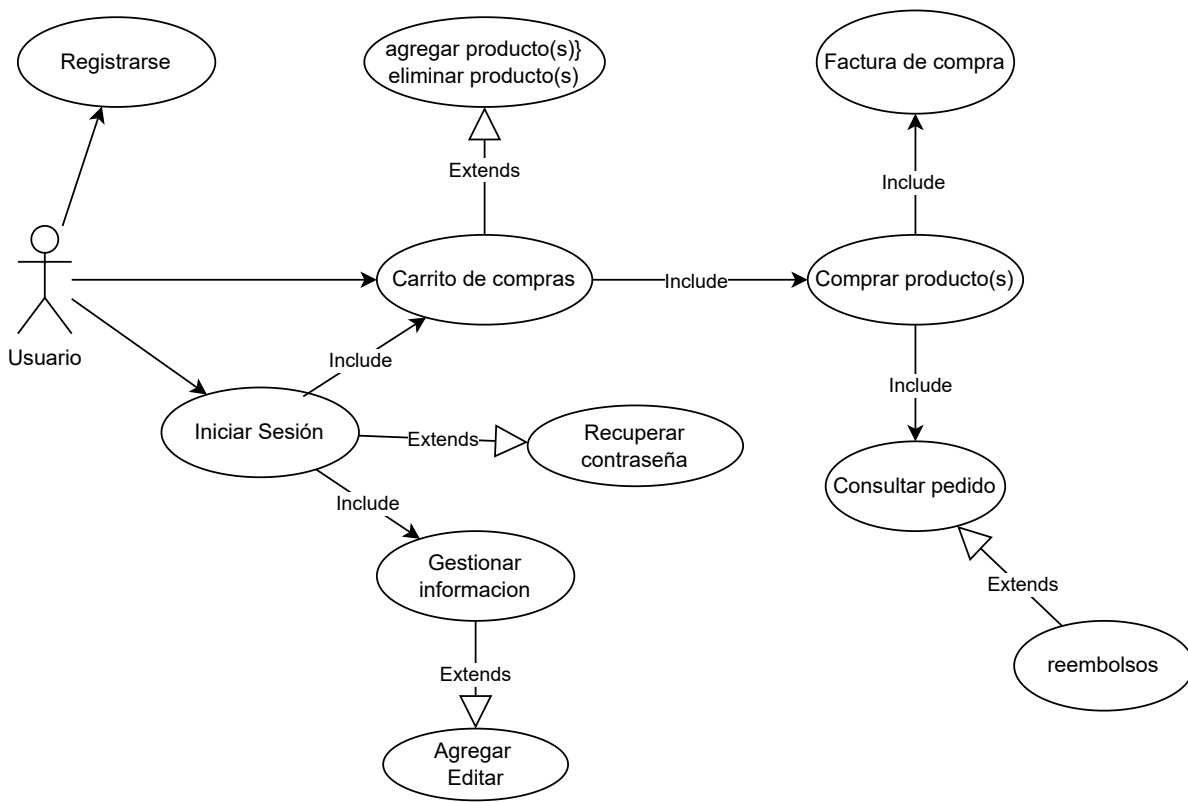 Registrarse
agregar producto(s)}
eliminar producto(s)
Factura de compra
Extends
Include
Carrito de compras
Include
Comprar producto(s)
Usuario
Include
Include
Iniciar Sesión
Extends
Recuperar
contraseña
Consultar pedido
Include
Gestionar
informacion
Extends
reembolsos
Extends
Agregar
Editar